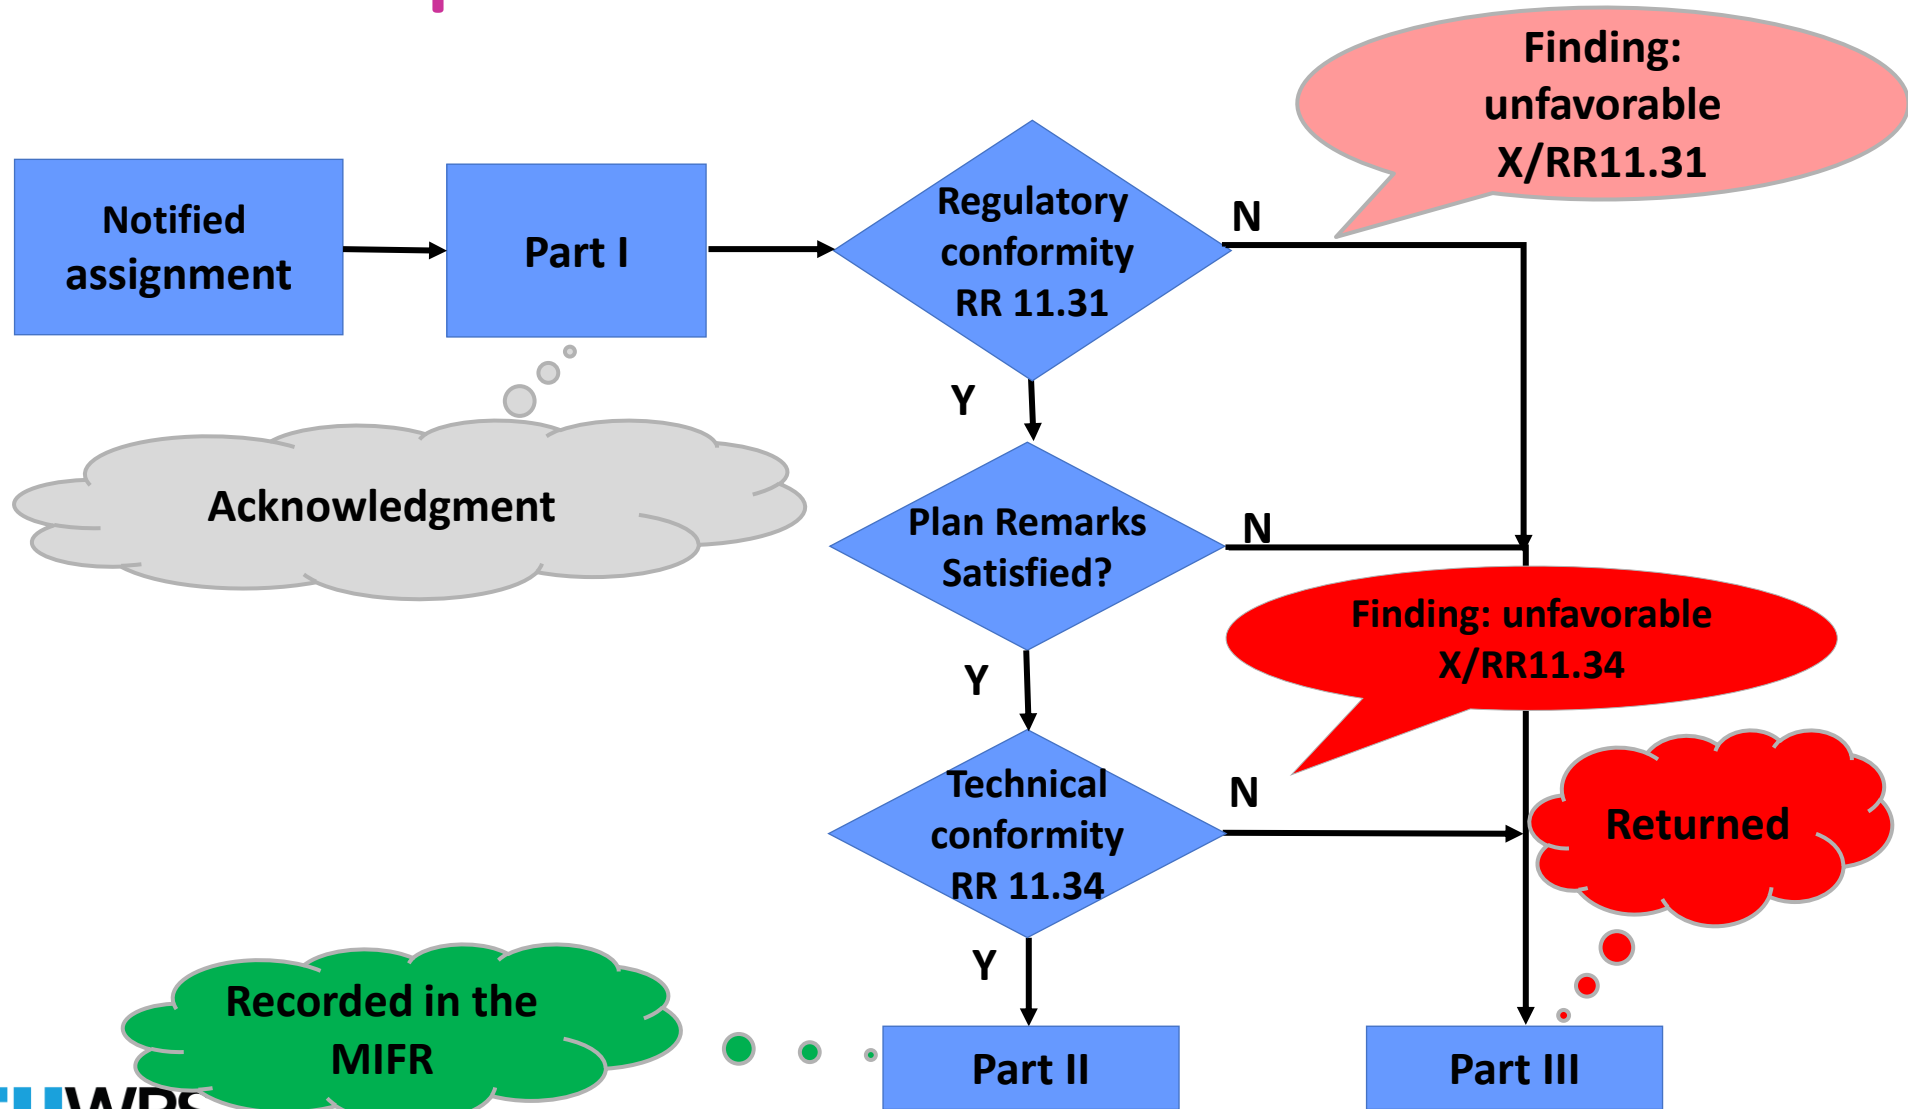 Finding:
unfavorable
X/RR11.31
Notified
assignment
Part I
Regulatory
conformity
RR 11.31
N
Y
Acknowledgment
Plan Remarks
Satisfied?
N
Finding: unfavorable
X/RR11.34
Y
Technical
conformity
RR 11.34
N
Returned
Y
Recorded in the
MIFR
Part II
Part III